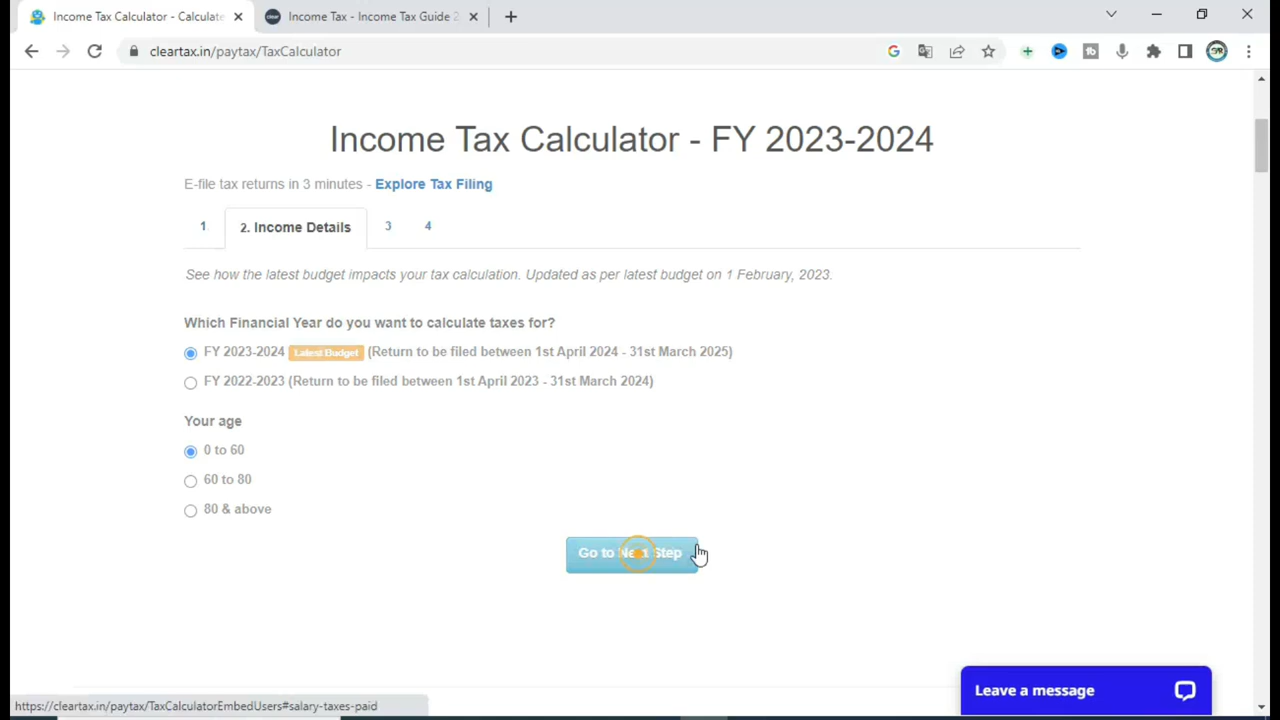 Income Tax Calculator - Calculate
Income Tax - Income Tax Guide 2
cleartax.in/paytax/TaxCalculator
Income Tax Calculator - FY 2023-2024
E-file tax returns in 3 minutes - Explore Tax Filing
1 2. Income Details 3 4
See how the latest budget impacts your tax calculation. Updated as per latest budget on 1 February, 2023.
Which Financial Year do you want to calculate taxes for?
FY 2023-2024 Latest Budget (Return to be filed between 1st April 2024 - 31st March 2025)
FY 2022-2023 (Return to be filed between 1st April 2023 - 31st March 2024)
Your age
0 to 60
60 to 80
80 & above
Go to Next Step
Leave a message
https://cleartax.in/paytax/TaxCalculatorEmbedUsers#salary-taxes-paid